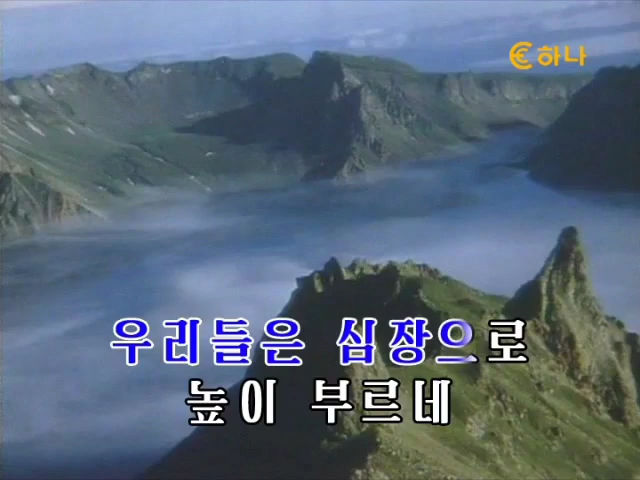 하나
우리들은 심장으로
높이 부르네